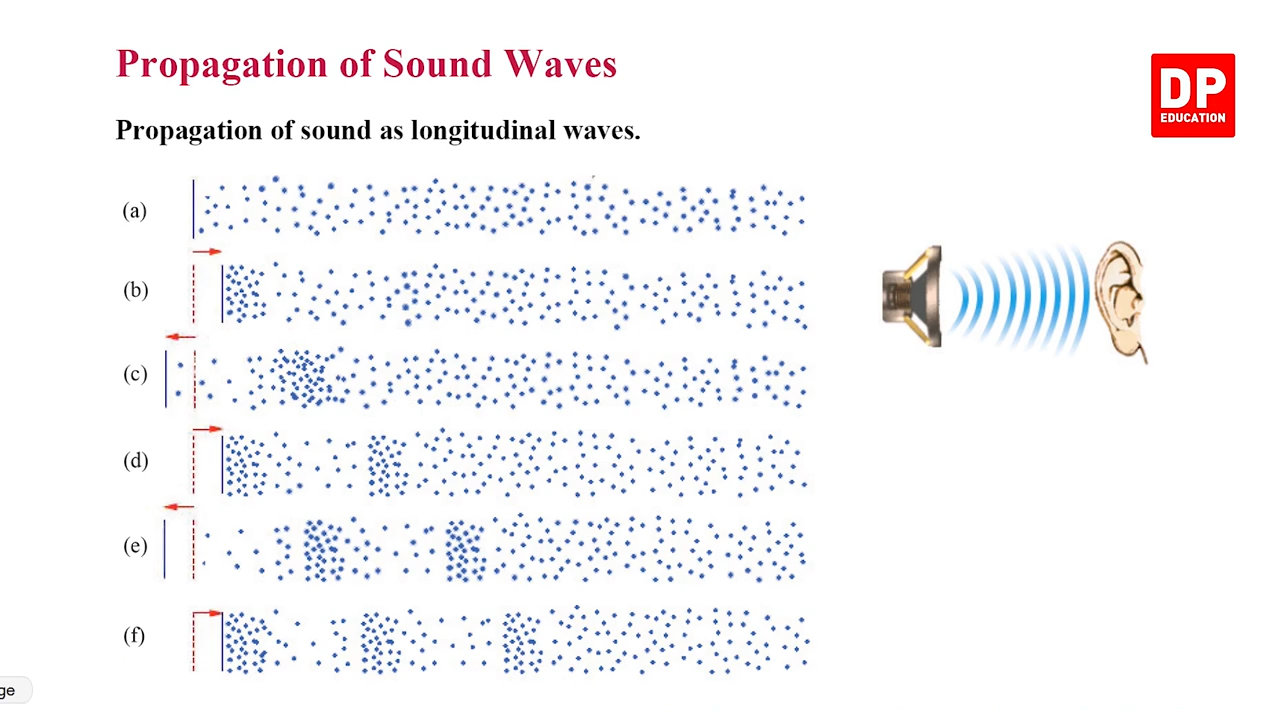 Propagation of Sound Waves
DP
EDUCATION
Propagation of sound as longitudinal waves.
(a)
(b)
(c)
(d)
(e)
(f)
ge